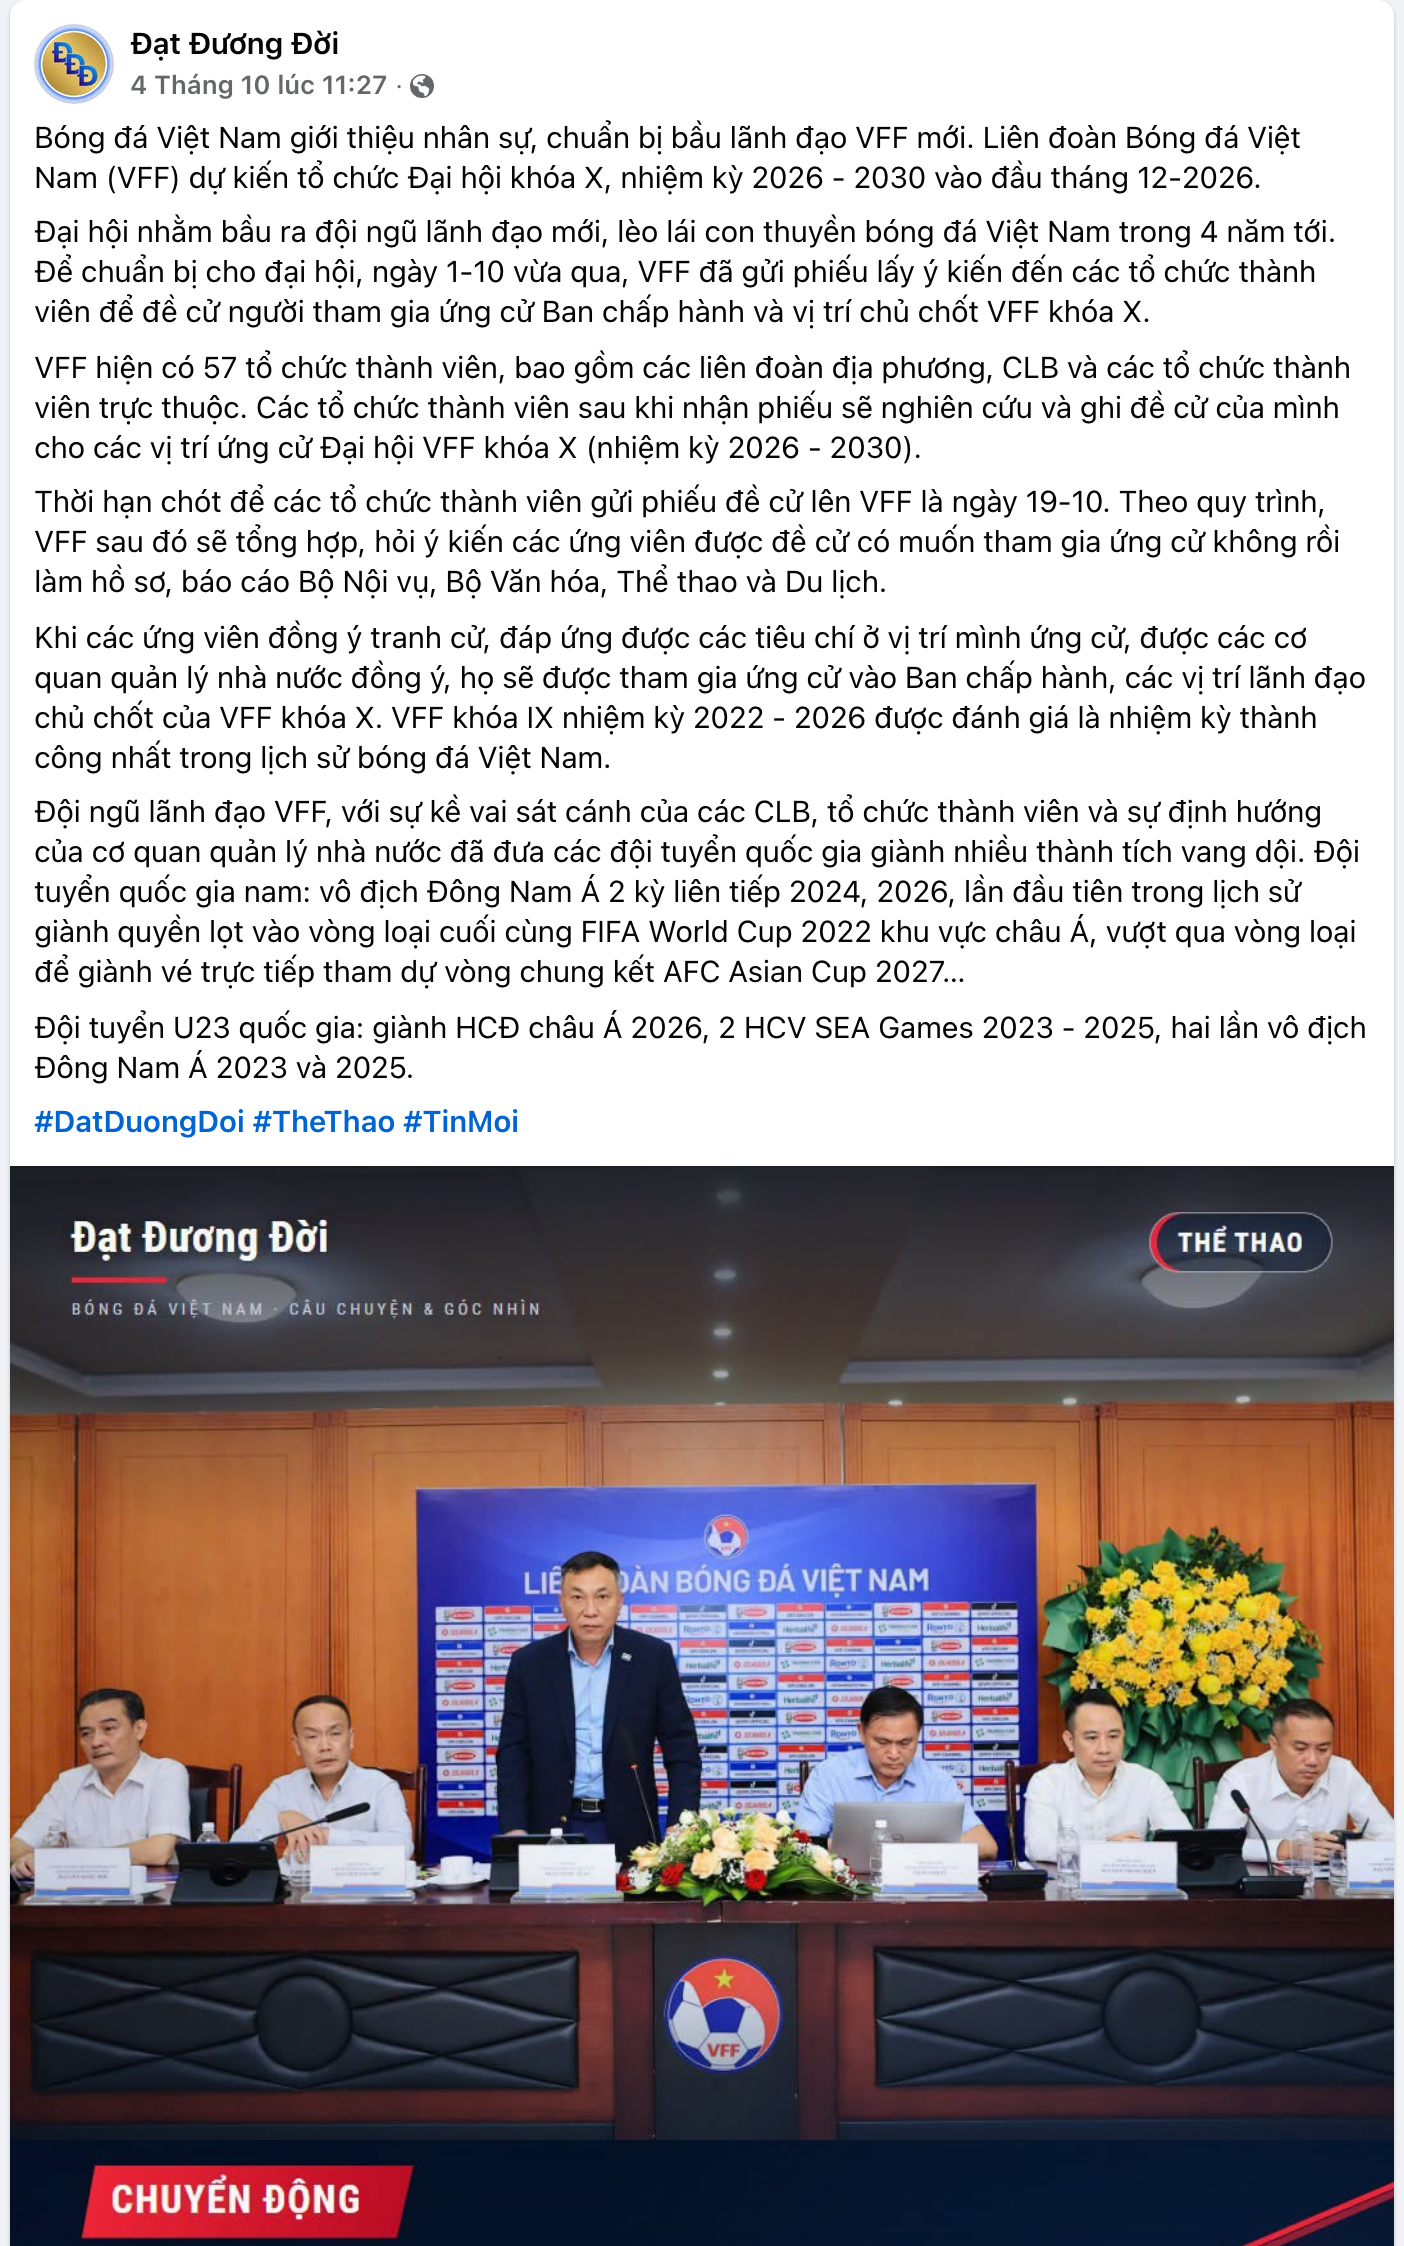 Đạt Đương Đời
4 Tháng 10 lúc 11:27 ·
Bóng đá Việt Nam giới thiệu nhân sự, chuẩn bị bầu lãnh đạo VFF mới. Liên đoàn Bóng đá Việt
Nam (VFF) dự kiến tổ chức Đại hội khóa X, nhiệm kỳ 2026 - 2030 vào đầu tháng 12-2026.
Đại hội nhằm bầu ra đội ngũ lãnh đạo mới, lèo lái con thuyền bóng đá Việt Nam trong 4 năm tới.
Để chuẩn bị cho đại hội, ngày 1-10 vừa qua, VFF đã gửi phiếu lấy ý kiến đến các tổ chức thành
viên để đề cử người tham gia ứng cử Ban chấp hành và vị trí chủ chốt VFF khóa X.
VFF hiện có 57 tổ chức thành viên, bao gồm các liên đoàn địa phương, CLB và các tổ chức thành
viên trực thuộc. Các tổ chức thành viên sau khi nhận phiếu sẽ nghiên cứu và ghi đề cử của mình
cho các vị trí ứng cử Đại hội VFF khóa X (nhiệm kỳ 2026 - 2030).
Thời hạn chót để các tổ chức thành viên gửi phiếu đề cử lên VFF là ngày 19-10. Theo quy trình,
VFF sau đó sẽ tổng hợp, hỏi ý kiến các ứng viên được đề cử có muốn tham gia ứng cử không rồi
làm hồ sơ, báo cáo Bộ Nội vụ, Bộ Văn hóa, Thể thao và Du lịch.
Khi các ứng viên đồng ý tranh cử, đáp ứng được các tiêu chí ở vị trí mình ứng cử, được các cơ
quan quản lý nhà nước đồng ý, họ sẽ được tham gia ứng cử vào Ban chấp hành, các vị trí lãnh đạo
chủ chốt của VFF khóa X. VFF khóa IX nhiệm kỳ 2022 - 2026 được đánh giá là nhiệm kỳ thành
công nhất trong lịch sử bóng đá Việt Nam.
Đội ngũ lãnh đạo VFF, với sự kề vai sát cánh của các CLB, tổ chức thành viên và sự định hướng
của cơ quan quản lý nhà nước đã đưa các đội tuyển quốc gia giành nhiều thành tích vang dội. Đội
tuyển quốc gia nam: vô địch Đông Nam Á 2 kỳ liên tiếp 2024, 2026, lần đầu tiên trong lịch sử
giành quyền lọt vào vòng loại cuối cùng FIFA World Cup 2022 khu vực châu Á, vượt qua vòng loại
để giành vé trực tiếp tham dự vòng chung kết AFC Asian Cup 2027...
Đội tuyển U23 quốc gia: giành HCĐ châu Á 2026, 2 HCV SEA Games 2023 - 2025, hai lần vô địch
Đông Nam Á 2023 và 2025.
#DatDuongDoi #TheThao #TinMoi
Đạt Đương Đời
THỂ THAO
BÓNG ĐÁ VIỆT NAM · CÂU CHUYỆN & GÓC NHÌN
LIÊ ĐOÀN BÓNG ĐÁ VIỆT NAM
VFF
CHUYỂN ĐỘNG